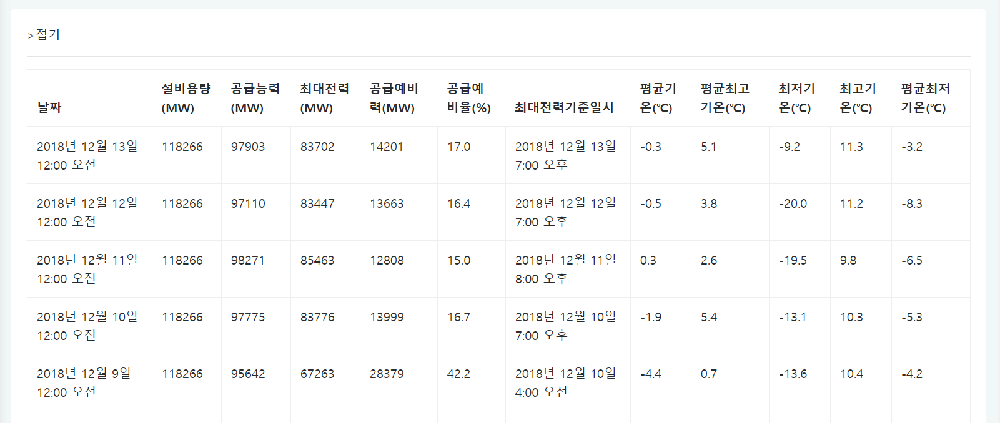 >접기
날짜 설비용량(MW) 공급능력(MW) 최대전력(MW) 공급예비력(MW) 공급예비율(%) 최대전력기준일시 평균기온(℃) 평균최고기온(℃) 최저기온(℃) 최고기온(℃) 평균최저기온(℃)
2018년 12월 13일 12:00 오전 118266 97903 83702 14201 17.0 2018년 12월 13일 7:00 오후 -0.3 5.1 -9.2 11.3 -3.2
2018년 12월 12일 12:00 오전 118266 97110 83447 13663 16.4 2018년 12월 12일 7:00 오후 -0.5 3.8 -20.0 11.2 -8.3
2018년 12월 11일 12:00 오전 118266 98271 85463 12808 15.0 2018년 12월 11일 8:00 오후 0.3 2.6 -19.5 9.8 -6.5
2018년 12월 10일 12:00 오전 118266 97775 83776 13999 16.7 2018년 12월 10일 7:00 오후 -1.9 5.4 -13.1 10.3 -5.3
2018년 12월 9일 12:00 오전 118266 95642 67263 28379 42.2 2018년 12월 10일 4:00 오전 -4.4 0.7 -13.6 10.4 -4.2